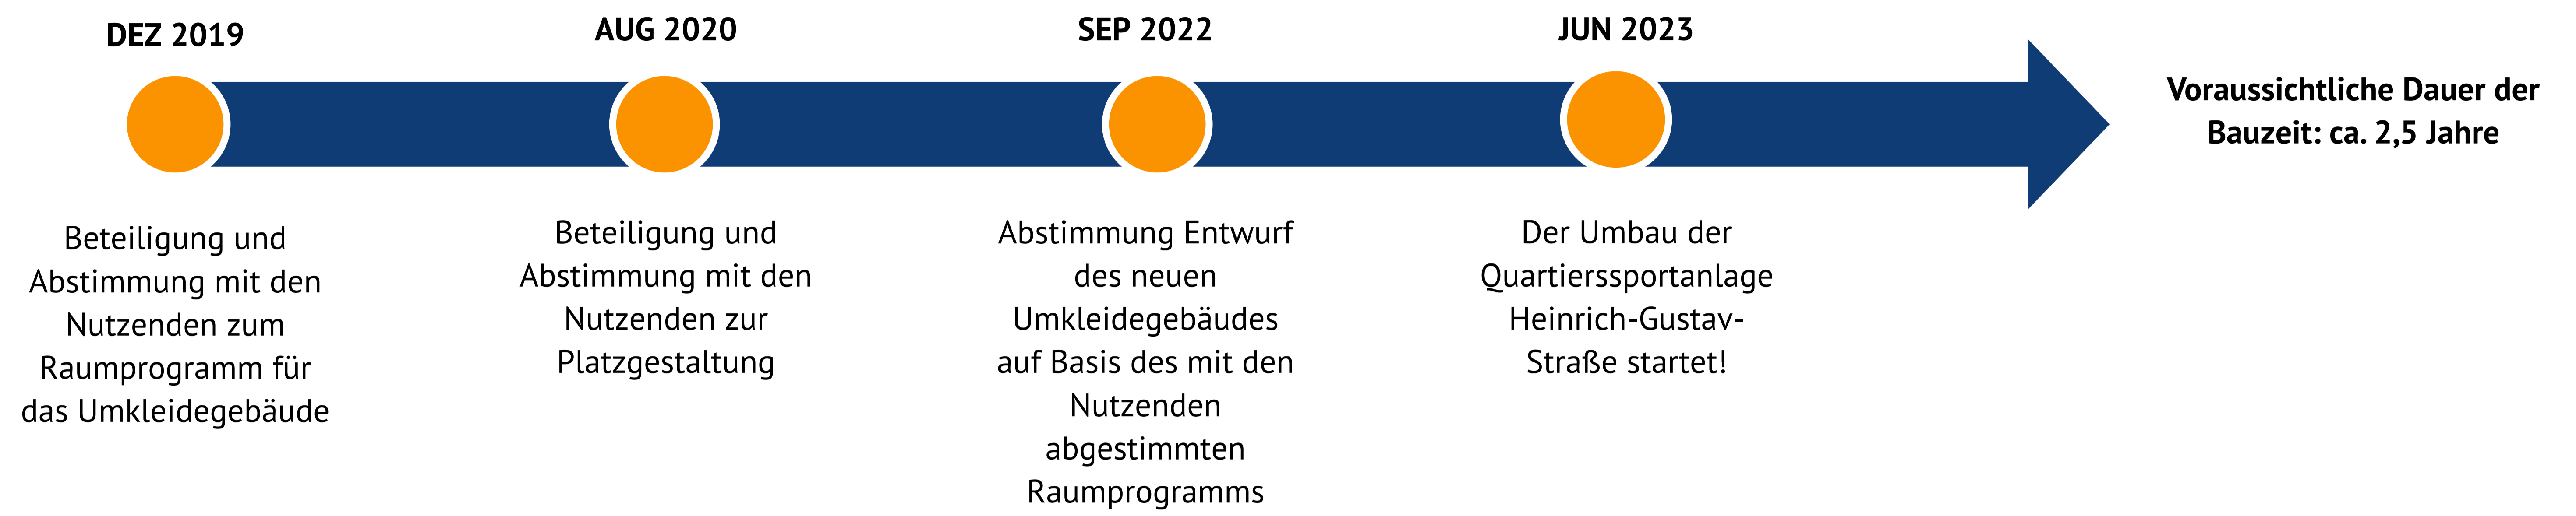 DEZ 2019
Beteiligung und
Abstimmung mit den
Nutzenden zum
Raumprogramm für
das Umkleidegebäude
AUG 2020
Beteiligung und
Abstimmung mit den
Nutzenden zur
Platzgestaltung
SEP 2022
Abstimmung Entwurf
des neuen
Umkleidegebäudes
auf Basis des mit den
Nutzenden
abgestimmten
Raumprogramms
JUN 2023
Der Umbau der
Quartierssportanlage
Heinrich-Gustav-
Straße startet!
Voraussichtliche Dauer der
Bauzeit: ca. 2,5 Jahre